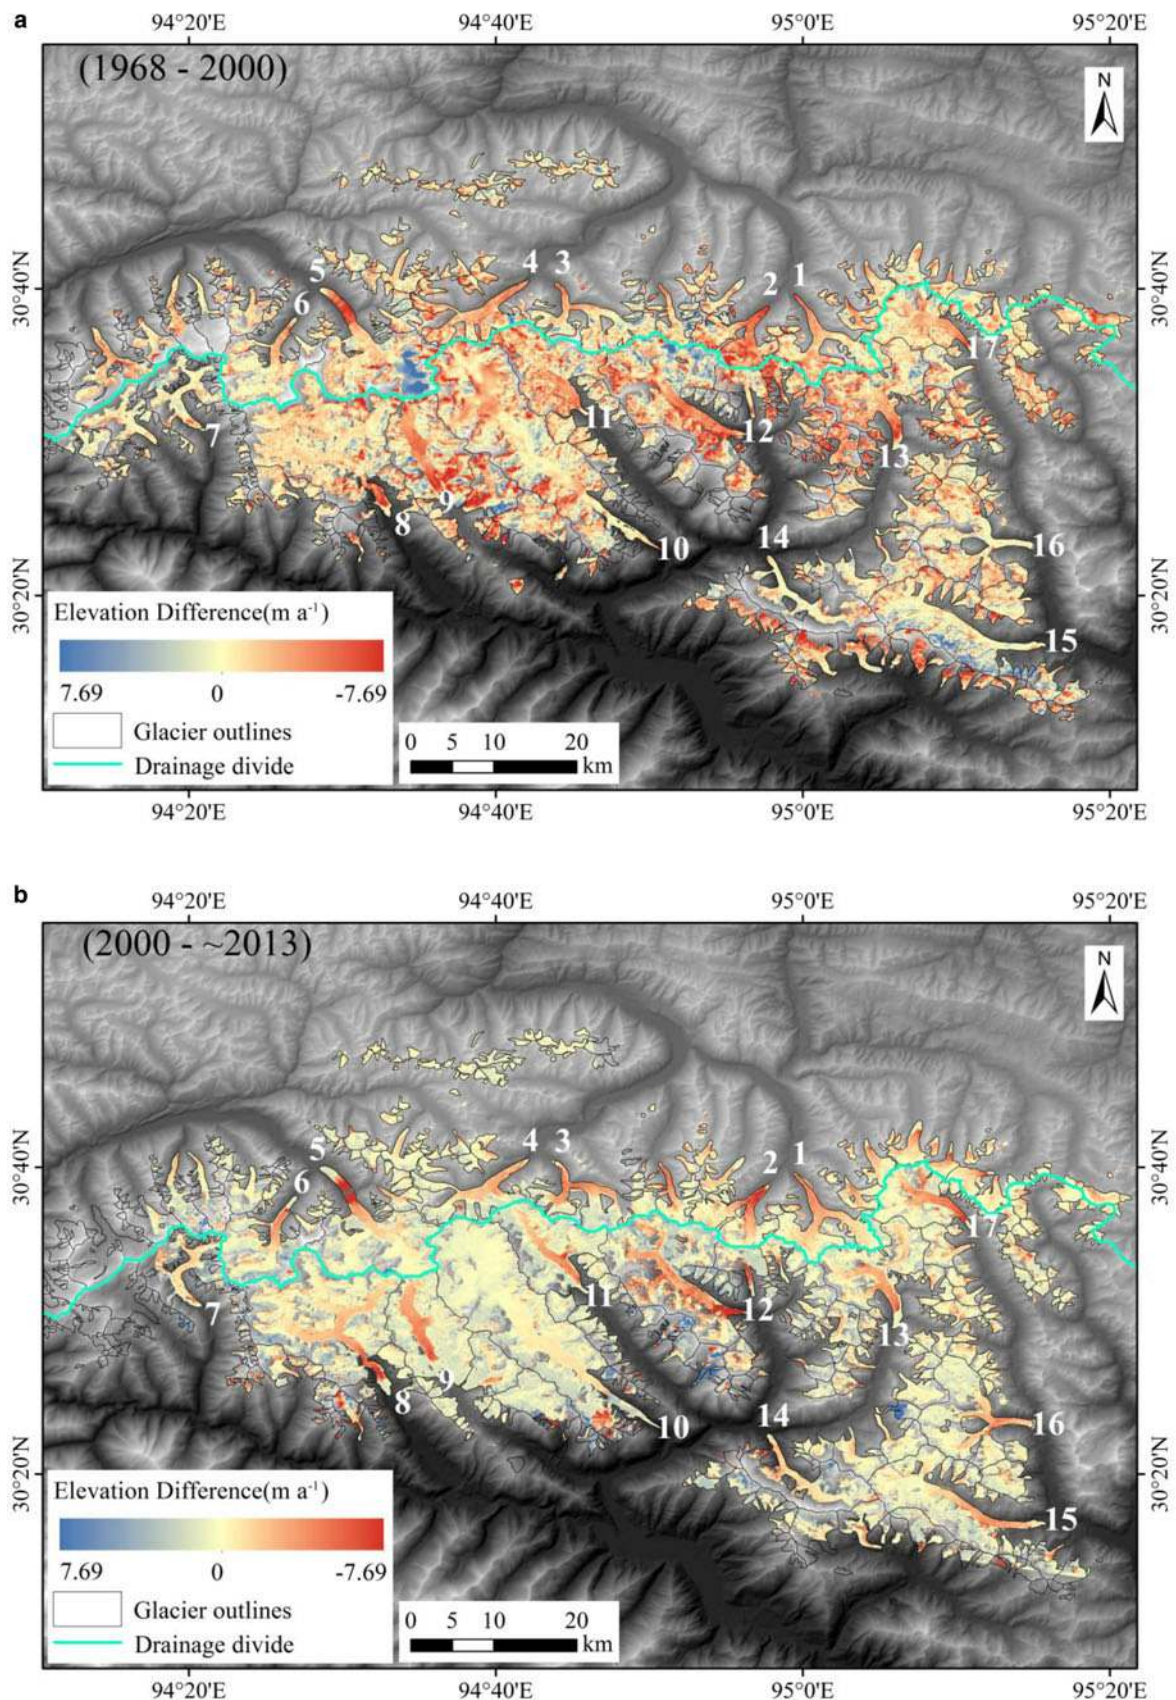 a
94°20'E 94°40'E 95°0'E 95°20'E
(1968 - 2000)
N
30°40'N 30°40'N
5 4 3 2 1
6
17
7
11
12
13
9
8
10
14
16
15
30°20'N 30°20'N
Elevation Difference(m a⁻¹)
7.69 0 -7.69
Glacier outlines
Drainage divide
0 5 10 20
km
94°20'E 94°40'E 95°0'E 95°20'E
b
94°20'E 94°40'E 95°0'E 95°20'E
(2000 - ~2013)
N
30°40'N 30°40'N
5 4 3 2 1
6
17
7
11
12
13
9
8
10
14
16
15
30°20'N 30°20'N
Elevation Difference(m a⁻¹)
7.69 0 -7.69
Glacier outlines
Drainage divide
0 5 10 20
km
94°20'E 94°40'E 95°0'E 95°20'E